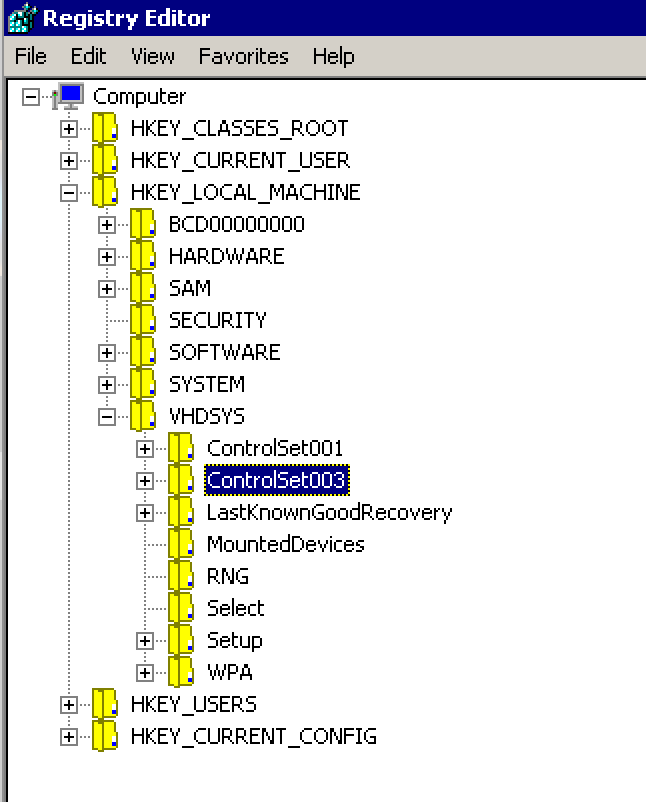 Registry Editor
File Edit View Favorites Help
Computer
HKEY_CLASSES_ROOT
HKEY_CURRENT_USER
HKEY_LOCAL_MACHINE
BCD00000000
HARDWARE
SAM
SECURITY
SOFTWARE
SYSTEM
VHDSYS
ControlSet001
ControlSet003
LastKnownGoodRecovery
MountedDevices
RNG
Select
Setup
WPA
HKEY_USERS
HKEY_CURRENT_CONFIG